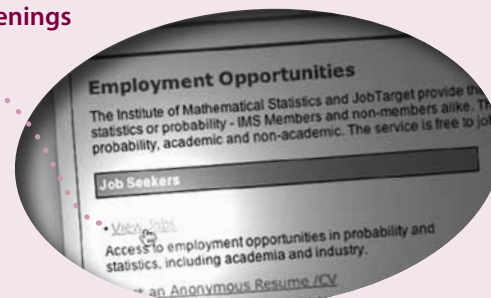 enings
Employment Opportunities
The Institute of Mathematical Statistics and JobTarget provide the
statistics or probability - IMS Members and non-members alike. Th
probability, academic and non-academic. The service is free to job
Job Seekers
• View Jobs
Access to employment opportunities in probability and
statistics, including academia and industry.
an Anonymous Resume /CV